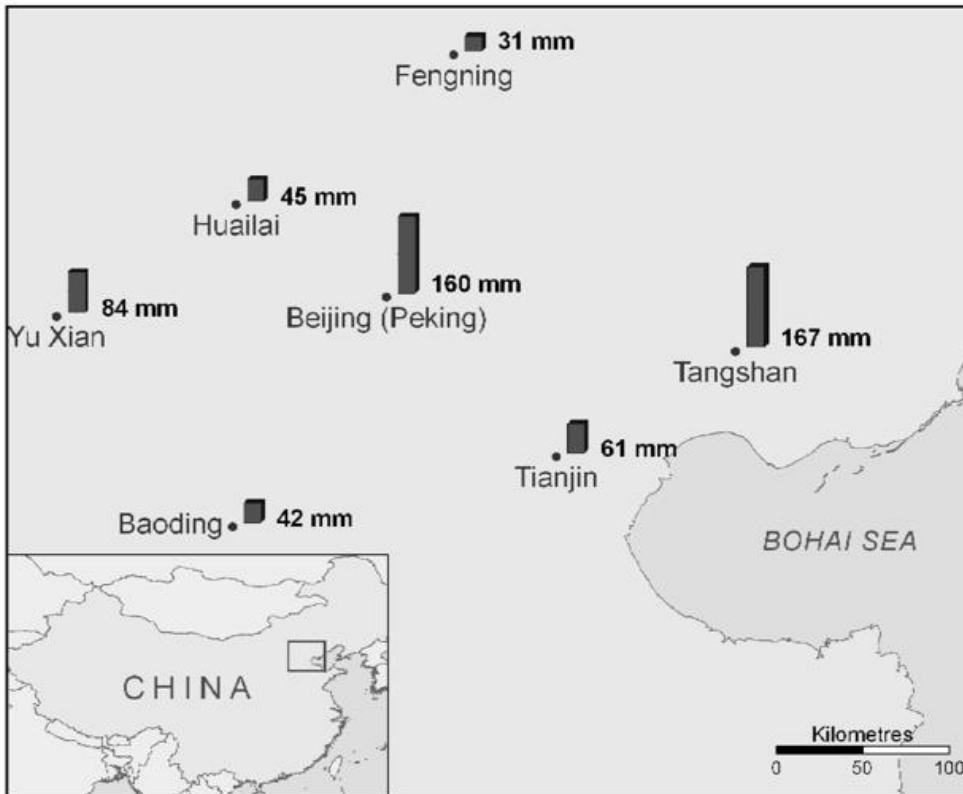 31 mm
Fengning
45 mm
Huailai
160 mm
Beijing (Peking)
84 mm
Yu Xian
167 mm
Tangshan
61 mm
Tianjin
Baoding
42 mm
BOHAI SEA
CHINA
Kilometres
0 50 100